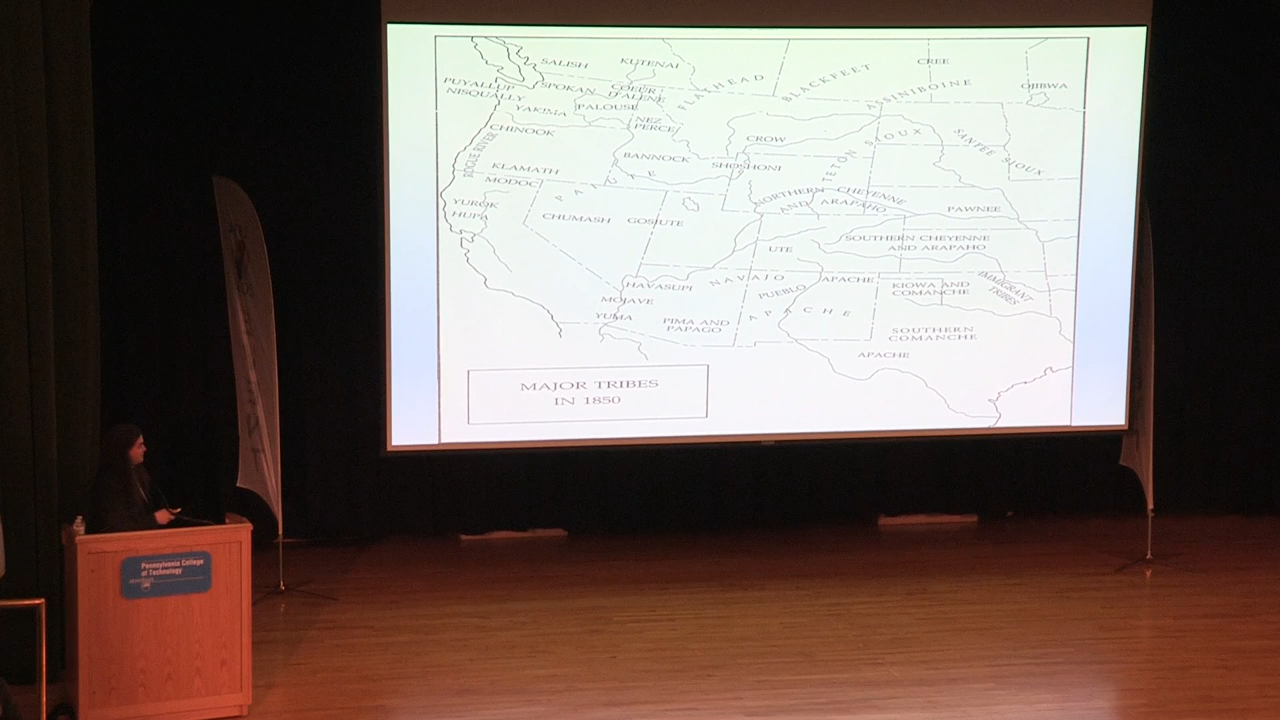 SALISH
KUTENAI
CREE
PUYALLUP
NISQUALLY
SPOKAN
COEUR
D'ALENE
FLATHEAD
BLACKFEET
ASSINIBOINE
OJIBWA
YAKIMA
PALOUSE
NEZ
PERCE
CHINOOK
CROW
TETON SIOUX
SANTEE SIOUX
ROGUE RIVER
BANNOCK
SHOSHONI
KLAMATH
MODOC
PAIUTE
NORTHERN CHEYENNE
AND ARAPAHO
PAWNEE
YUROK
HUPA
CHUMASH
GOSIUTE
UTE
SOUTHERN CHEYENNE
AND ARAPAHO
HAVASUPI
NAVAJO
PUEBLO
APACHE
KIOWA AND
COMANCHE
IMMIGRANT
TRIBES
MOJAVE
YUMA
PIMA AND
PAPAGO
APACHE
SOUTHERN
COMANCHE
APACHE
MAJOR TRIBES
IN 1850
Pennsylvania College
of Technology